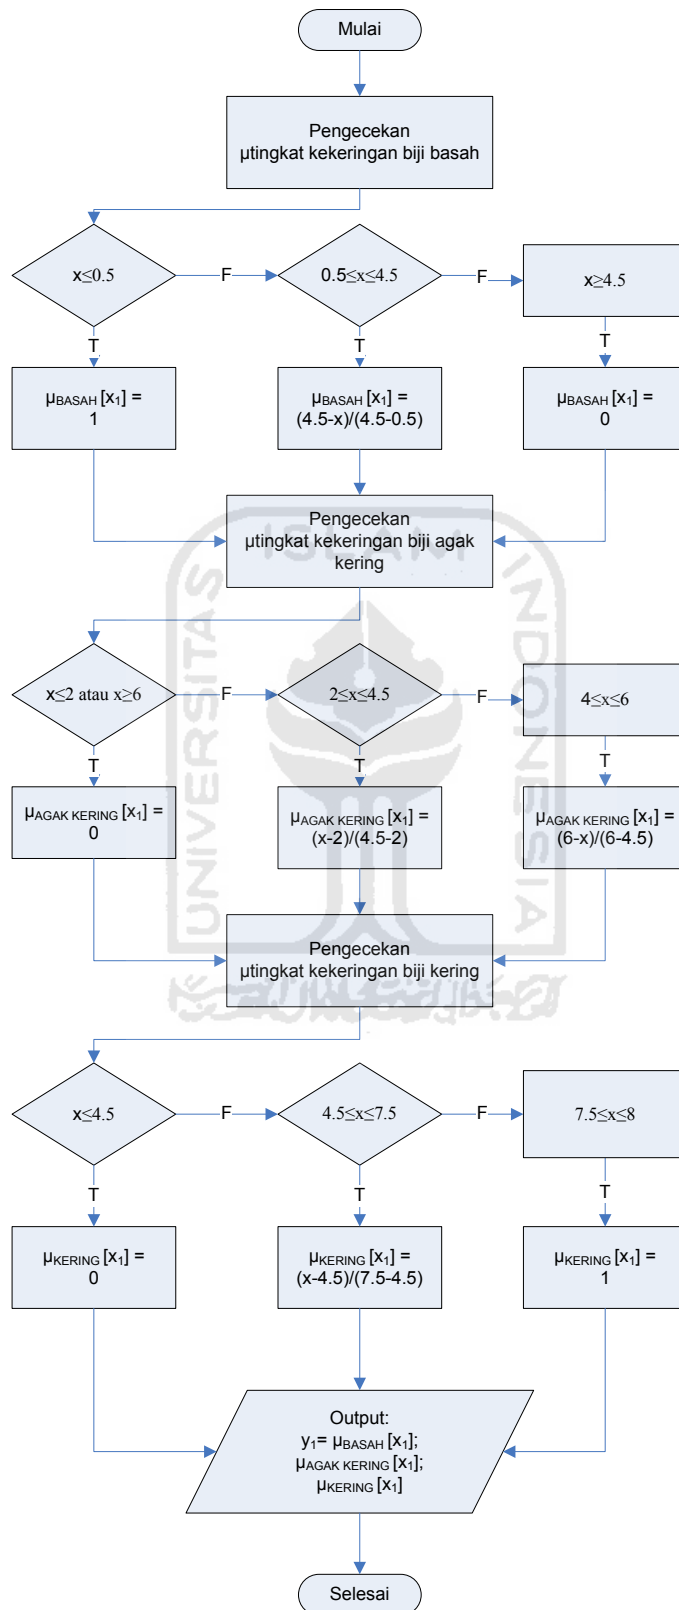 Mulai
Pengecekan
µtingkat kekeringan biji basah
x≤0.5
F
0.5≤x≤4.5
F
x≥4.5
T
T
T
µBASAH [x1] =
1
µBASAH [x1] =
(4.5-x)/(4.5-0.5)
µBASAH [x1] =
0
Pengecekan
µtingkat kekeringan biji agak
kering
x≤2 atau x≥6
F
2≤x≤4.5
F
4≤x≤6
T
T
T
µAGAK KERING [x1] =
0
µAGAK KERING [x1] =
(x-2)/(4.5-2)
µAGAK KERING [x1] =
(6-x)/(6-4.5)
Pengecekan
µtingkat kekeringan biji kering
x≤4.5
F
4.5≤x≤7.5
F
7.5≤x≤8
T
T
T
µKERING [x1] =
0
µKERING [x1] =
(x-4.5)/(7.5-4.5)
µKERING [x1] =
1
Output:
y1= µBASAH [x1];
µAGAK KERING [x1];
µKERING [x1]
Selesai
ISLAM
UNIVERSITAS
INDONESIA